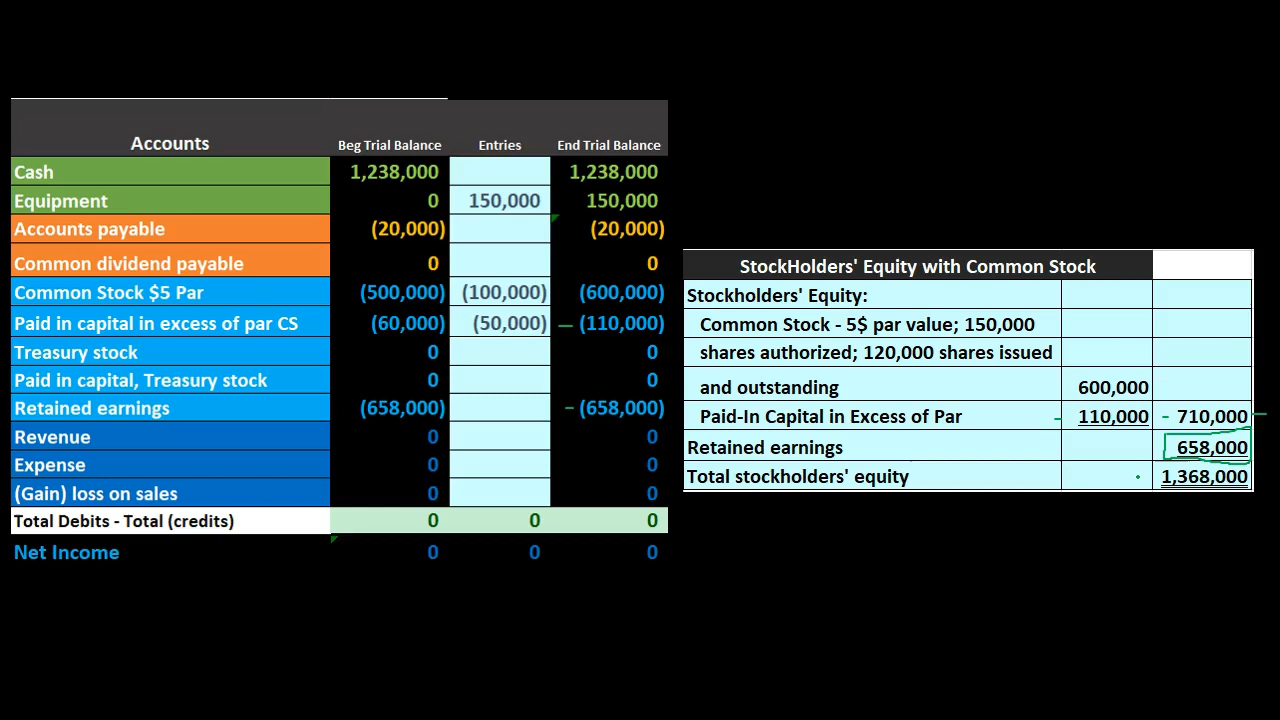 Accounts Beg Trial Balance Entries End Trial Balance
Cash 1,238,000 1,238,000
Equipment 0 150,000 150,000
Accounts payable (20,000) (20,000)
Common dividend payable 0 0
Common Stock $5 Par (500,000) (100,000) (600,000)
Paid in capital in excess of par CS (60,000) (50,000) (110,000)
Treasury stock 0 0
Paid in capital, Treasury stock 0 0
Retained earnings (658,000) (658,000)
Revenue 0 0
Expense 0 0
(Gain) loss on sales 0 0
Total Debits - Total (credits) 0 0 0
Net Income 0 0 0
StockHolders' Equity with Common Stock
Stockholders' Equity:
Common Stock - 5$ par value; 150,000
shares authorized; 120,000 shares issued
and outstanding 600,000
Paid-In Capital in Excess of Par 110,000 710,000
Retained earnings 658,000
Total stockholders' equity 1,368,000